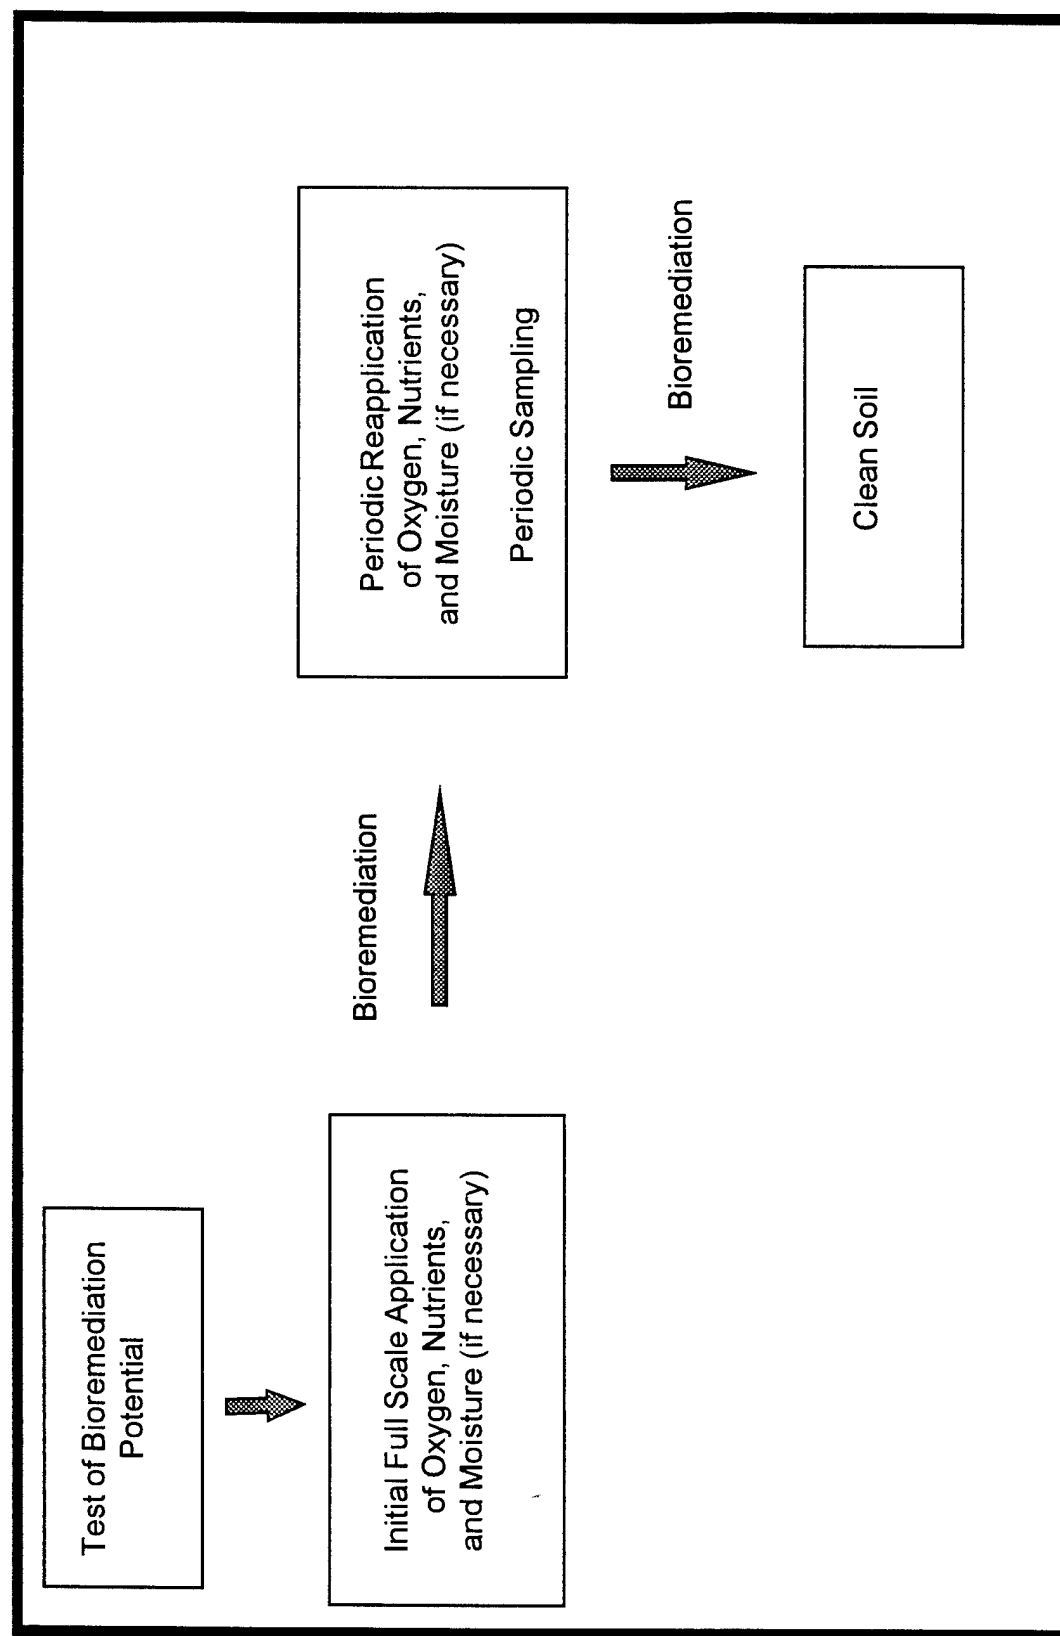 Test of Bioremediation
Potential
Initial Full Scale Application
of Oxygen, Nutrients,
and Moisture (if necessary)
Bioremediation
Periodic Reapplication
of Oxygen, Nutrients,
and Moisture (if necessary)
Periodic Sampling
Bioremediation
Clean Soil